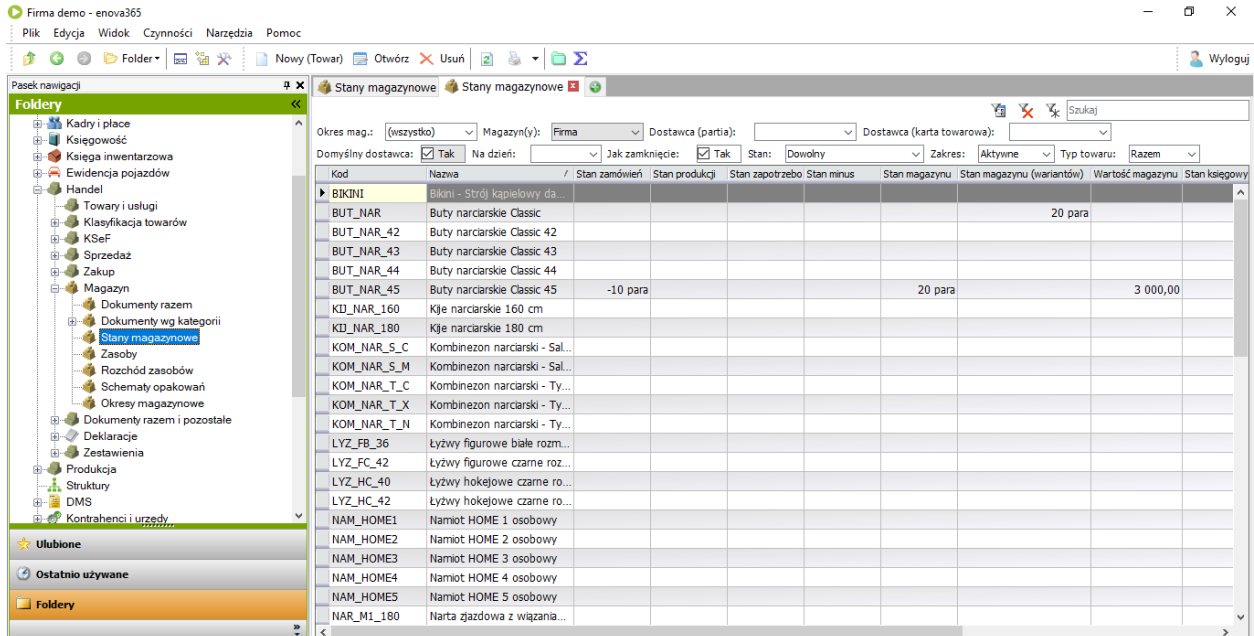 Firma demo - enova365
Plik Edycja Widok Czynności Narzędzia Pomoc
Folder Nowy (Towar) Otwórz Usuń Wyloguj
Pasek nawigacji
Foldery
Kadry i płace
Księgowość
Księga inwentarzowa
Ewidencja pojazdów
Handel
Towary i usługi
Klasyfikacja towarów
KSeF
Sprzedaż
Zakup
Magazyn
Dokumenty razem
Dokumenty wg kategorii
Stany magazynowe
Zasoby
Rozchód zasobów
Schematy opakowań
Okresy magazynowe
Dokumenty razem i pozostałe
Deklaracje
Zestawienia
Produkcja
Struktury
DMS
Kontrahenci i urzędy
Ulubione
Ostatnio używane
Foldery
Stany magazynowe Stany magazynowe
Szukaj
Okres mag.: (wszystko) Magazyn(y): Firma Dostawca (partia): Dostawca (karta towarowa):
Domyślny dostawca: Tak Na dzień: Jak zamknięcie: Tak Stan: Dowolny Zakres: Aktywne Typ towaru: Razem
Kod Nazwa / Stan zamówień Stan produkcji Stan zapotrzebo Stan minus Stan magazynu Stan magazynu (wariantów) Wartość magazynu Stan księgowy
BIKINI Bikini - Strój kąpielowy da...
BUT_NAR Buty narciarskie Classic 20 para
BUT_NAR_42 Buty narciarskie Classic 42
BUT_NAR_43 Buty narciarskie Classic 43
BUT_NAR_44 Buty narciarskie Classic 44
BUT_NAR_45 Buty narciarskie Classic 45 -10 para 20 para 3 000,00
KIJ_NAR_160 Kije narciarskie 160 cm
KIJ_NAR_180 Kije narciarskie 180 cm
KOM_NAR_S_C Kombinezon narciarski - Sal...
KOM_NAR_S_M Kombinezon narciarski - Sal...
KOM_NAR_T_C Kombinezon narciarski - Ty...
KOM_NAR_T_X Kombinezon narciarski - Ty...
KOM_NAR_T_N Kombinezon narciarski - Ty...
LYZ_FB_36 Łyżwy figurowe białe rozm...
LYZ_FC_42 Łyżwy figurowe czarne roz...
LYZ_HC_40 Łyżwy hokejowe czarne ro...
LYZ_HC_42 Łyżwy hokejowe czarne ro...
NAM_HOME1 Namiot HOME 1 osobowy
NAM_HOME2 Namiot HOME 2 osobowy
NAM_HOME3 Namiot HOME 3 osobowy
NAM_HOME4 Namiot HOME 4 osobowy
NAM_HOME5 Namiot HOME 5 osobowy
NAR_M1_180 Narta zjazdowa z wiązania...